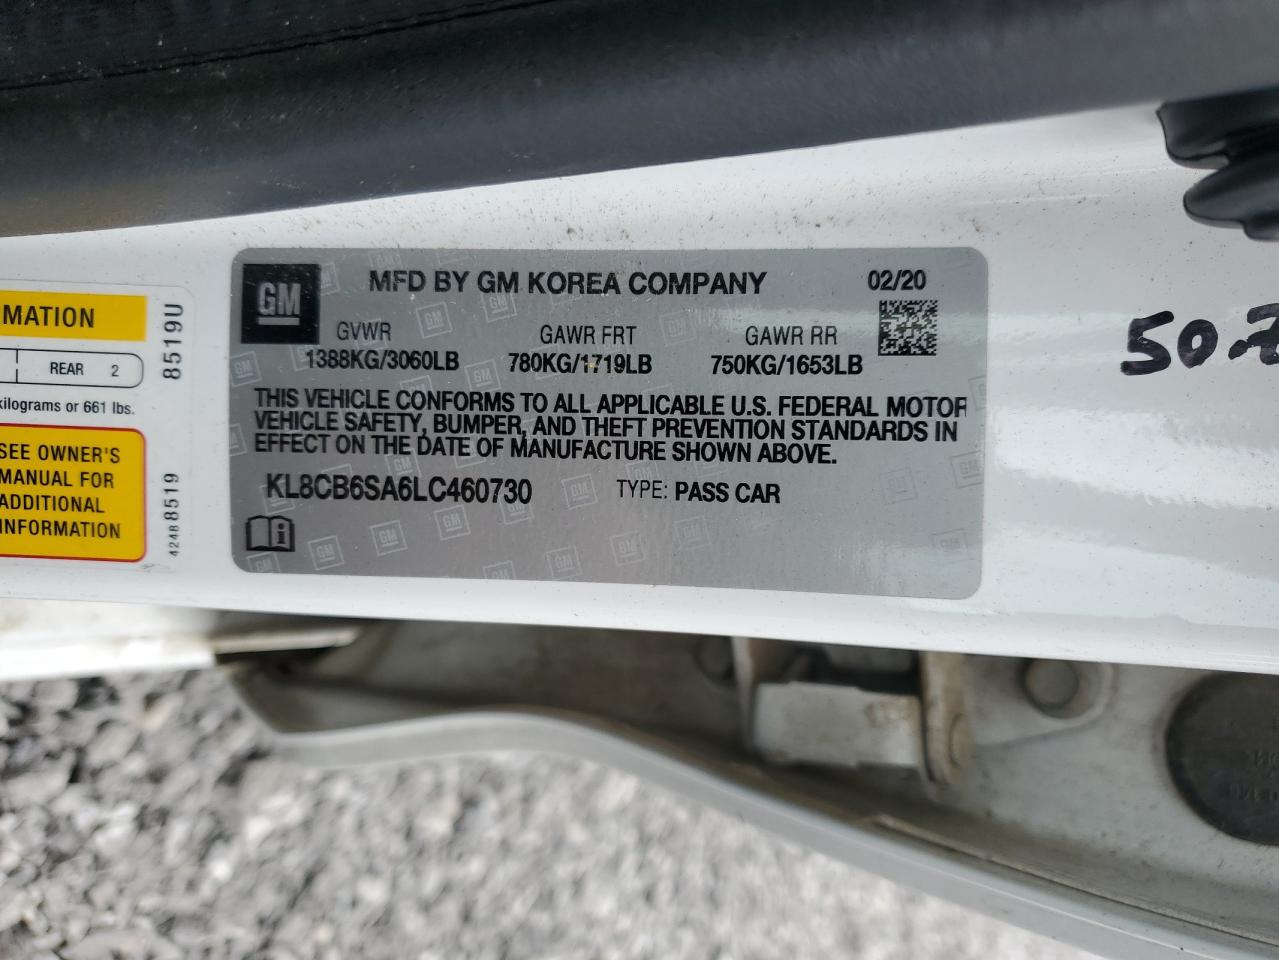 MATION
REAR 2
kilograms or 661 lbs.
SEE OWNER'S
MANUAL FOR
ADDITIONAL
INFORMATION
8519U
4248 8519
GM
MFD BY GM KOREA COMPANY 02/20
GVWR GAWR FRT GAWR RR
1388KG/3060LB 780KG/1719LB 750KG/1653LB
THIS VEHICLE CONFORMS TO ALL APPLICABLE U.S. FEDERAL MOTOR
VEHICLE SAFETY, BUMPER, AND THEFT PREVENTION STANDARDS IN
EFFECT ON THE DATE OF MANUFACTURE SHOWN ABOVE.
KL8CB6SA6LC460730 TYPE: PASS CAR